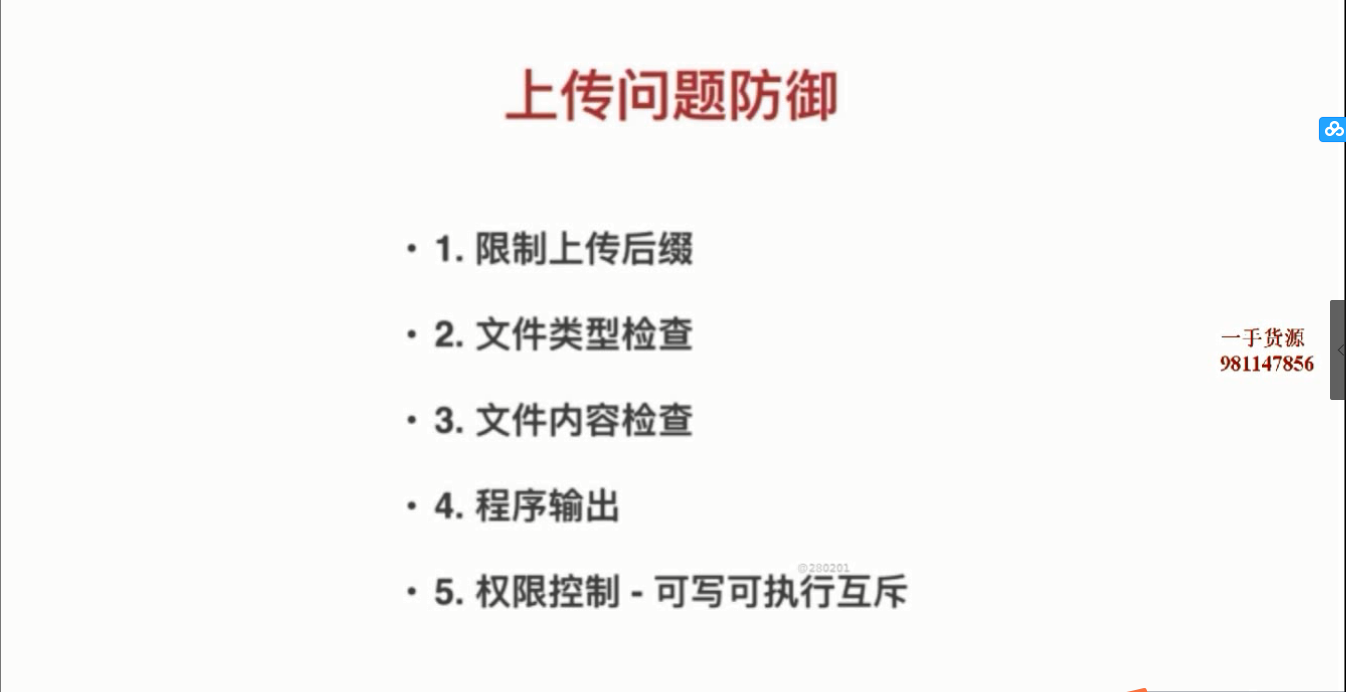 上传问题防御
• 1. 限制上传后缀
• 2. 文件类型检查
• 3. 文件内容检查
• 4. 程序输出
• 5. 权限控制 - 可写可执行互斥
@280201
一手货源
981147856